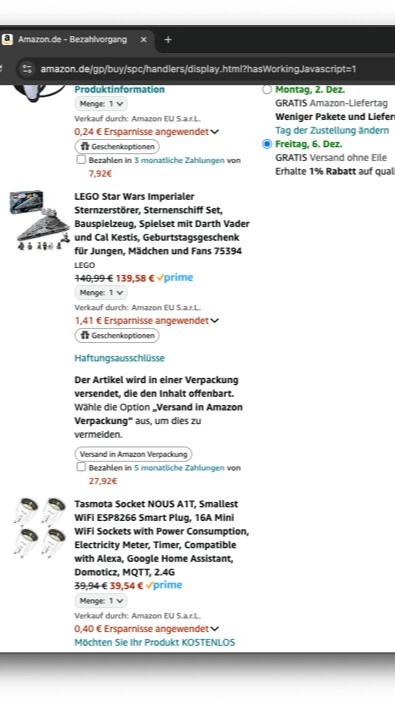 Amazon.de - Bezahlvorgang
amazon.de/gp/buy/spc/handlers/display.html?hasWorkingJavascript=1
Produktinformation
Menge: 1
Verkauf durch: Amazon EU S.a.r.L.
0,24 € Ersparnisse angewendet
Geschenkoptionen
Bezahlen in 3 monatliche Zahlungen von
7,92€
LEGO Star Wars Imperialer
Sternzerstörer, Sternenschiff Set,
Bauspielzeug, Spielset mit Darth Vader
und Cal Kestis, Geburtstagsgeschenk
für Jungen, Mädchen und Fans 75394
LEGO
140,99 € 139,58 € prime
Menge: 1
Verkauf durch: Amazon EU S.a.r.L.
1,41 € Ersparnisse angewendet
Geschenkoptionen
Haftungsausschlüsse
Der Artikel wird in einer Verpackung
versendet, die den Inhalt offenbart.
Wähle die Option „Versand in Amazon
Verpackung“ aus, um dies zu
vermeiden.
Versand in Amazon Verpackung
Bezahlen in 5 monatliche Zahlungen von
27,92€
Tasmota Socket NOUS A1T, Smallest
WiFi ESP8266 Smart Plug, 16A Mini
WiFi Sockets with Power Consumption,
Electricity Meter, Timer, Compatible
with Alexa, Google Home Assistant,
Domoticz, MQTT, 2.4G
39,94 € 39,54 € prime
Menge: 1
Verkauf durch: Amazon EU S.a.r.L.
0,40 € Ersparnisse angewendet
Möchten Sie Ihr Produkt KOSTENLOS
Montag, 2. Dez.
GRATIS Amazon-Liefertag
Weniger Pakete und Liefer
Tag der Zustellung ändern
Freitag, 6. Dez.
GRATIS Versand ohne Eile
Erhalte 1% Rabatt auf quali